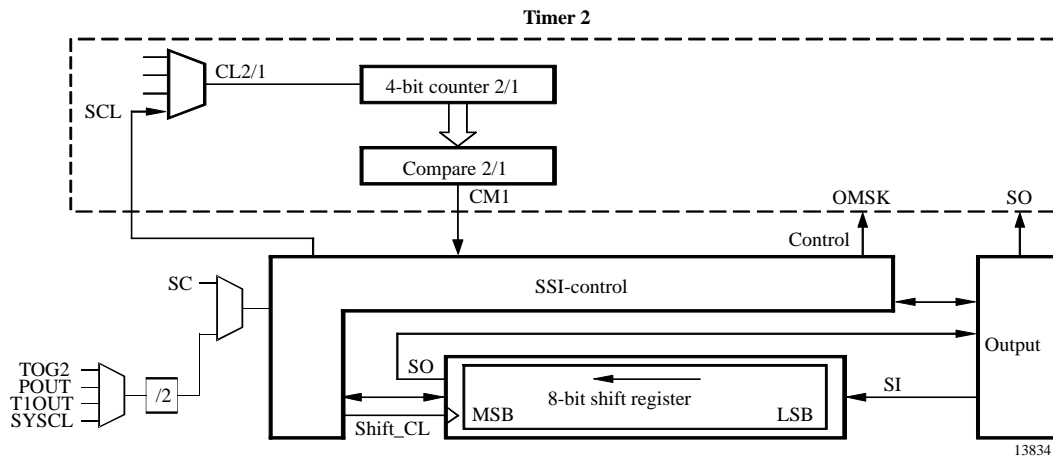 Timer 2
CL2/1
4-bit counter 2/1
SCL
Compare 2/1
CM1
OMSK
SO
Control
SC
SSI-control
TOG2
POUT
T1OUT
SYSCL
/2
SO
8-bit shift register
MSB
LSB
Shift_CL
SI
Output
13834